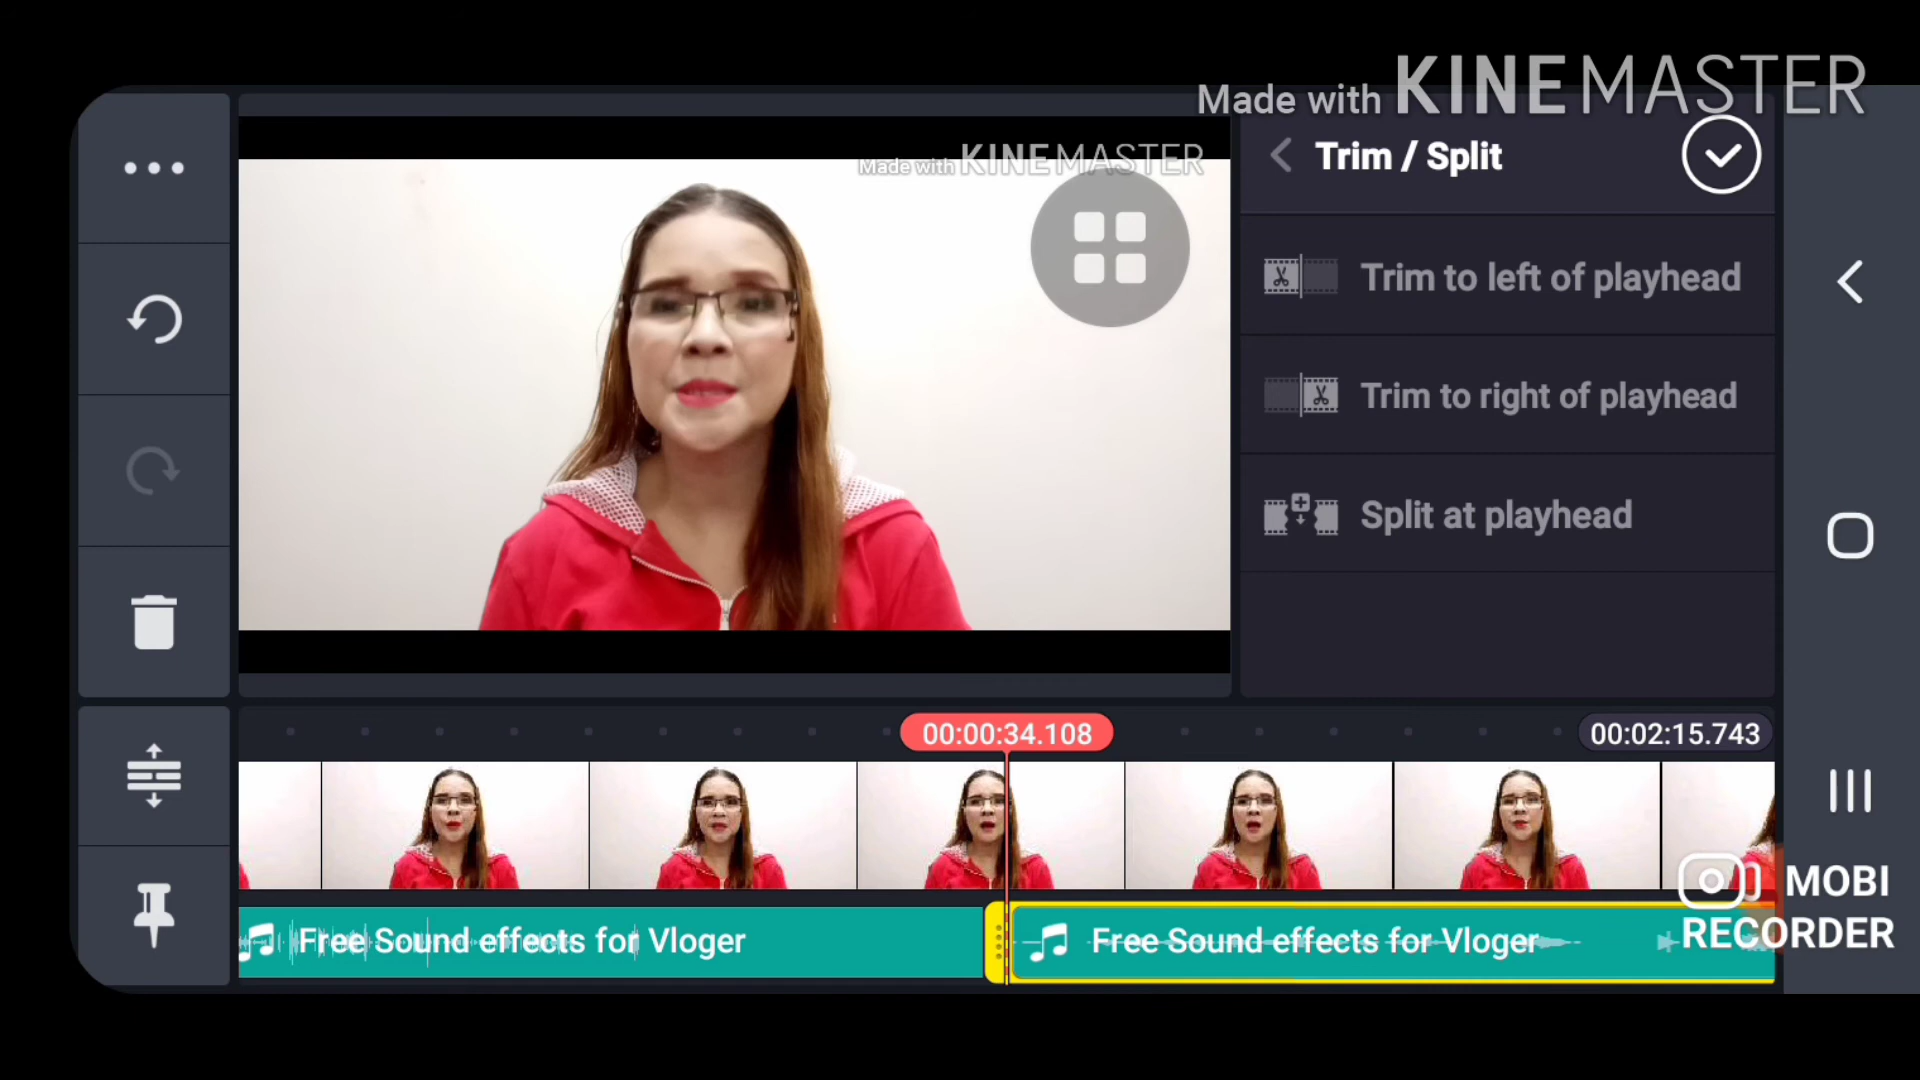 Made with KINEMASTER
Made with KINEMASTER
Trim / Split
Trim to left of playhead
Trim to right of playhead
Split at playhead
00:00:34.108
00:02:15.743
MOBI
RECORDER
Free Sound effects for Vloger
Free Sound effects for Vloger